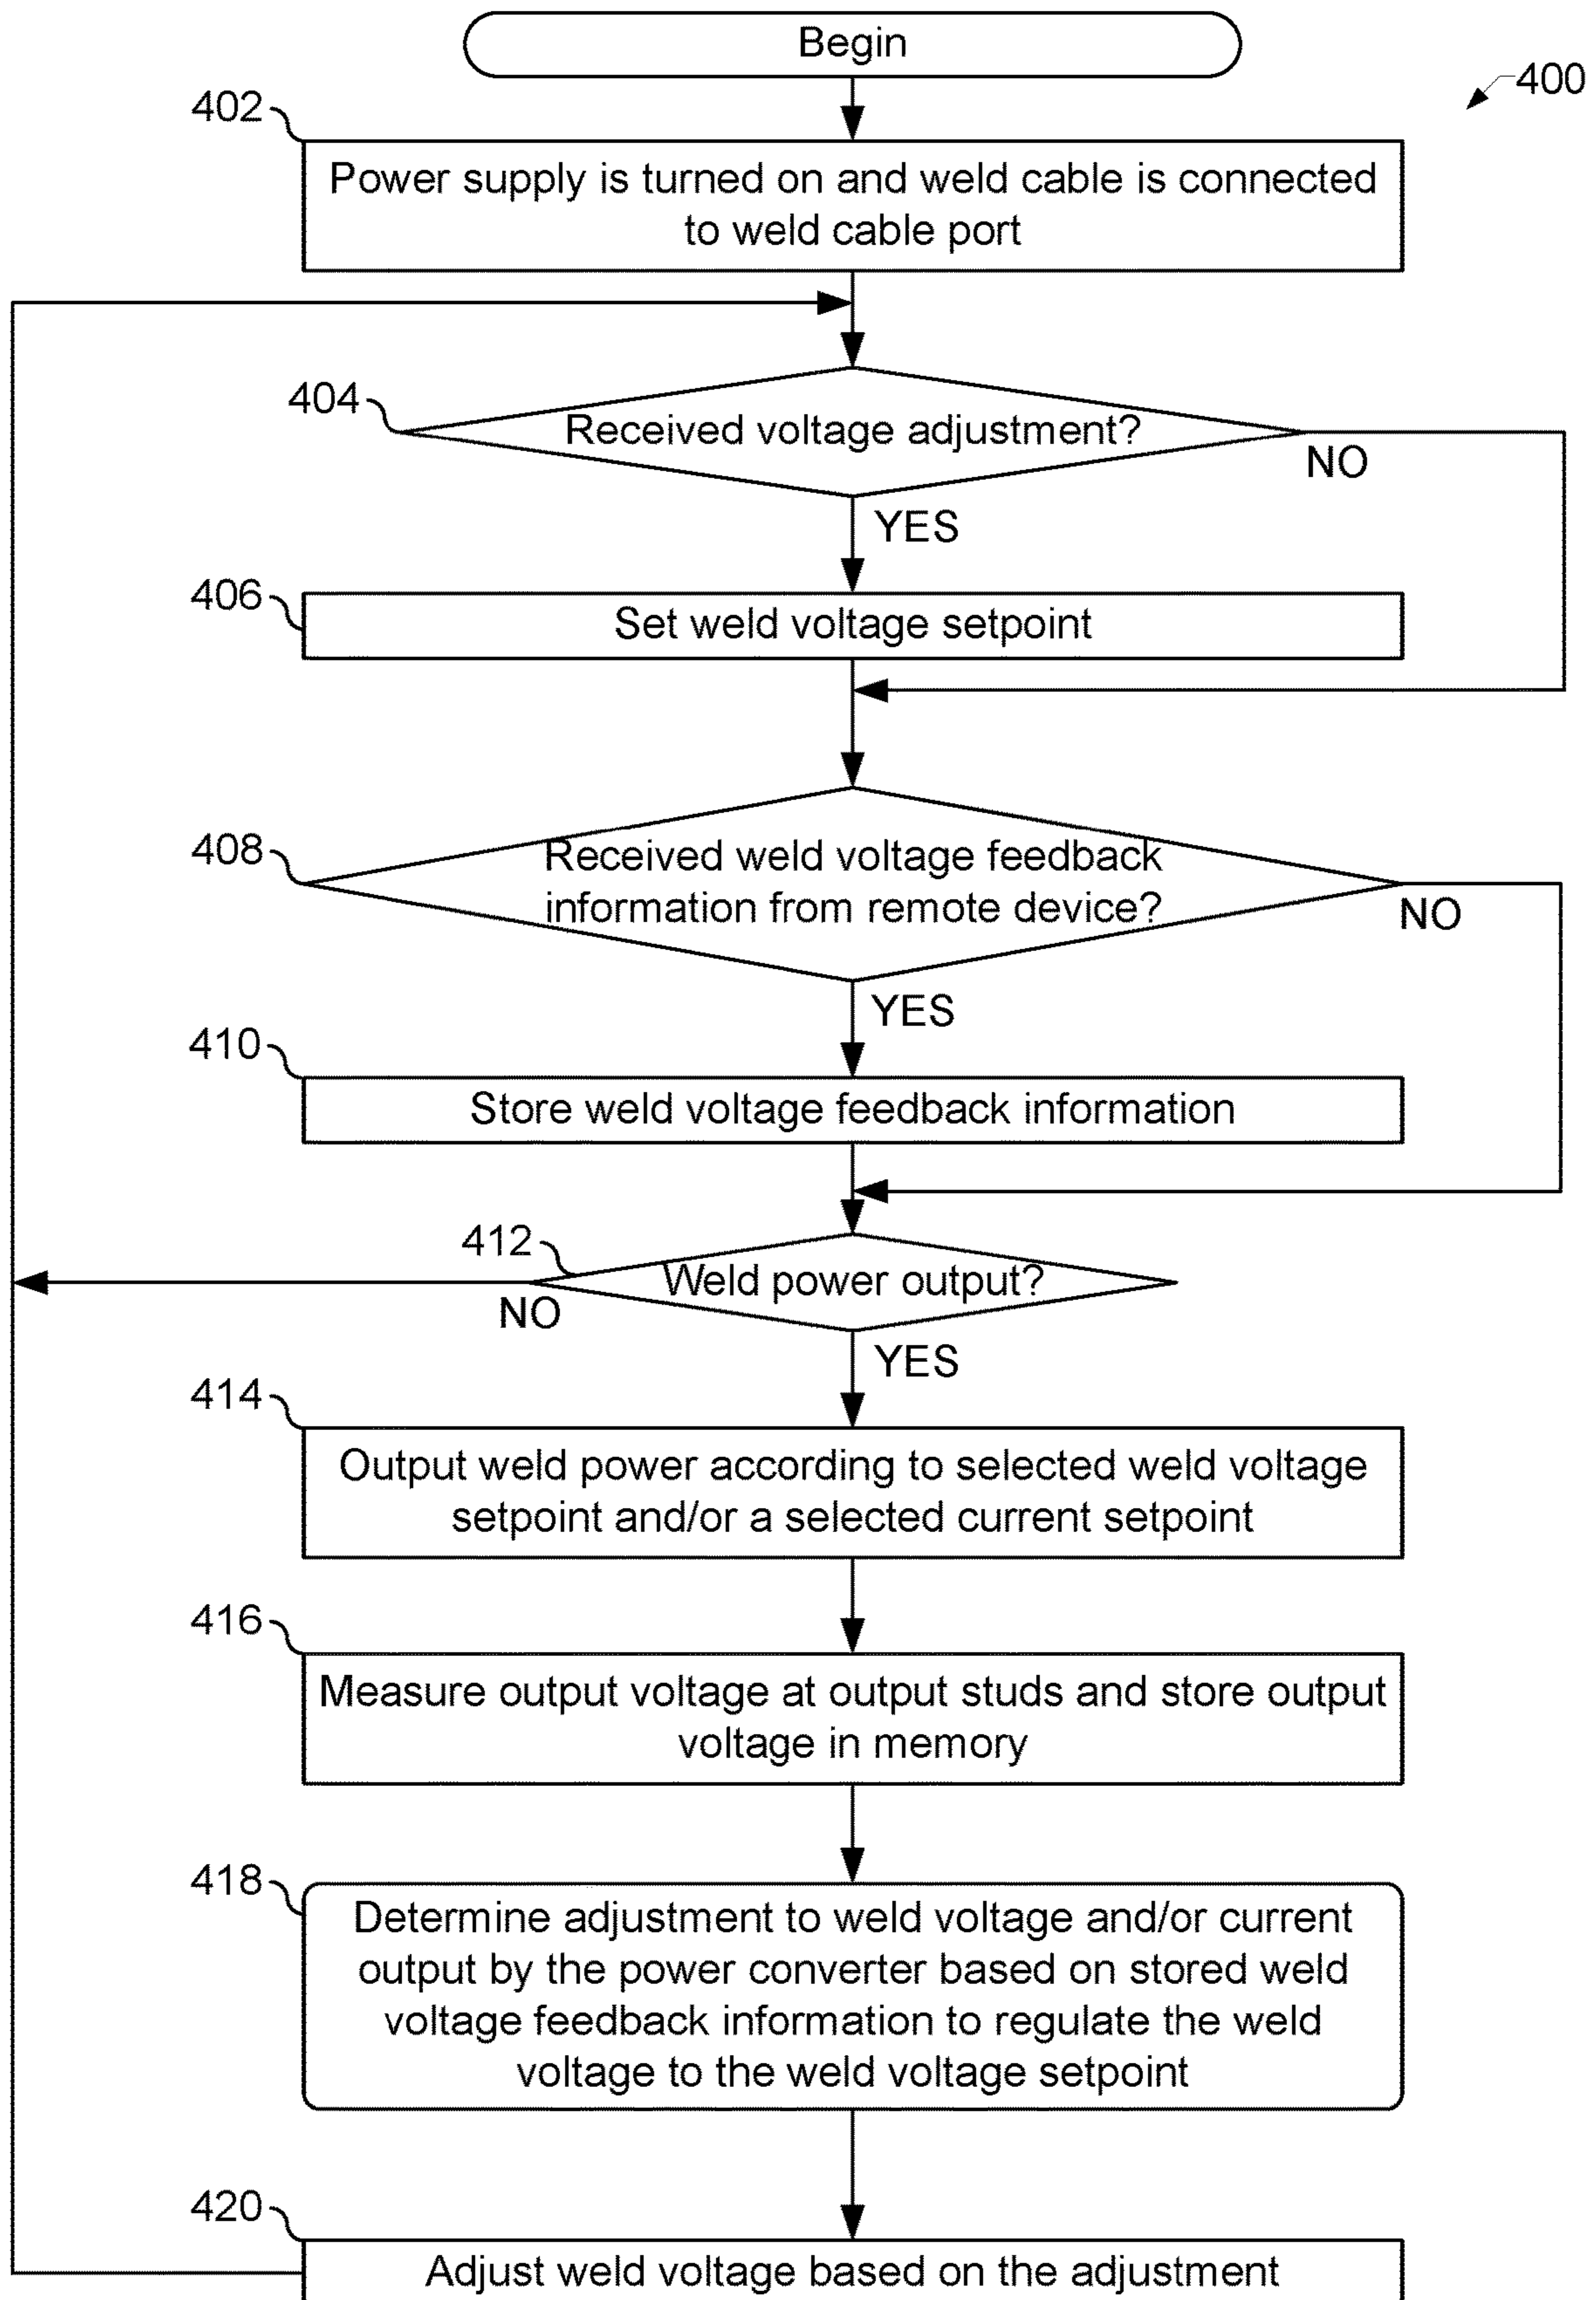 Begin
400
402
Power supply is turned on and weld cable is connected
to weld cable port
404
Received voltage adjustment?
NO
YES
406
Set weld voltage setpoint
408
Received weld voltage feedback
information from remote device?
NO
YES
410
Store weld voltage feedback information
412
Weld power output?
NO
YES
414
Output weld power according to selected weld voltage
setpoint and/or a selected current setpoint
416
Measure output voltage at output studs and store output
voltage in memory
418
Determine adjustment to weld voltage and/or current
output by the power converter based on stored weld
voltage feedback information to regulate the weld
voltage to the weld voltage setpoint
420
Adjust weld voltage based on the adjustment